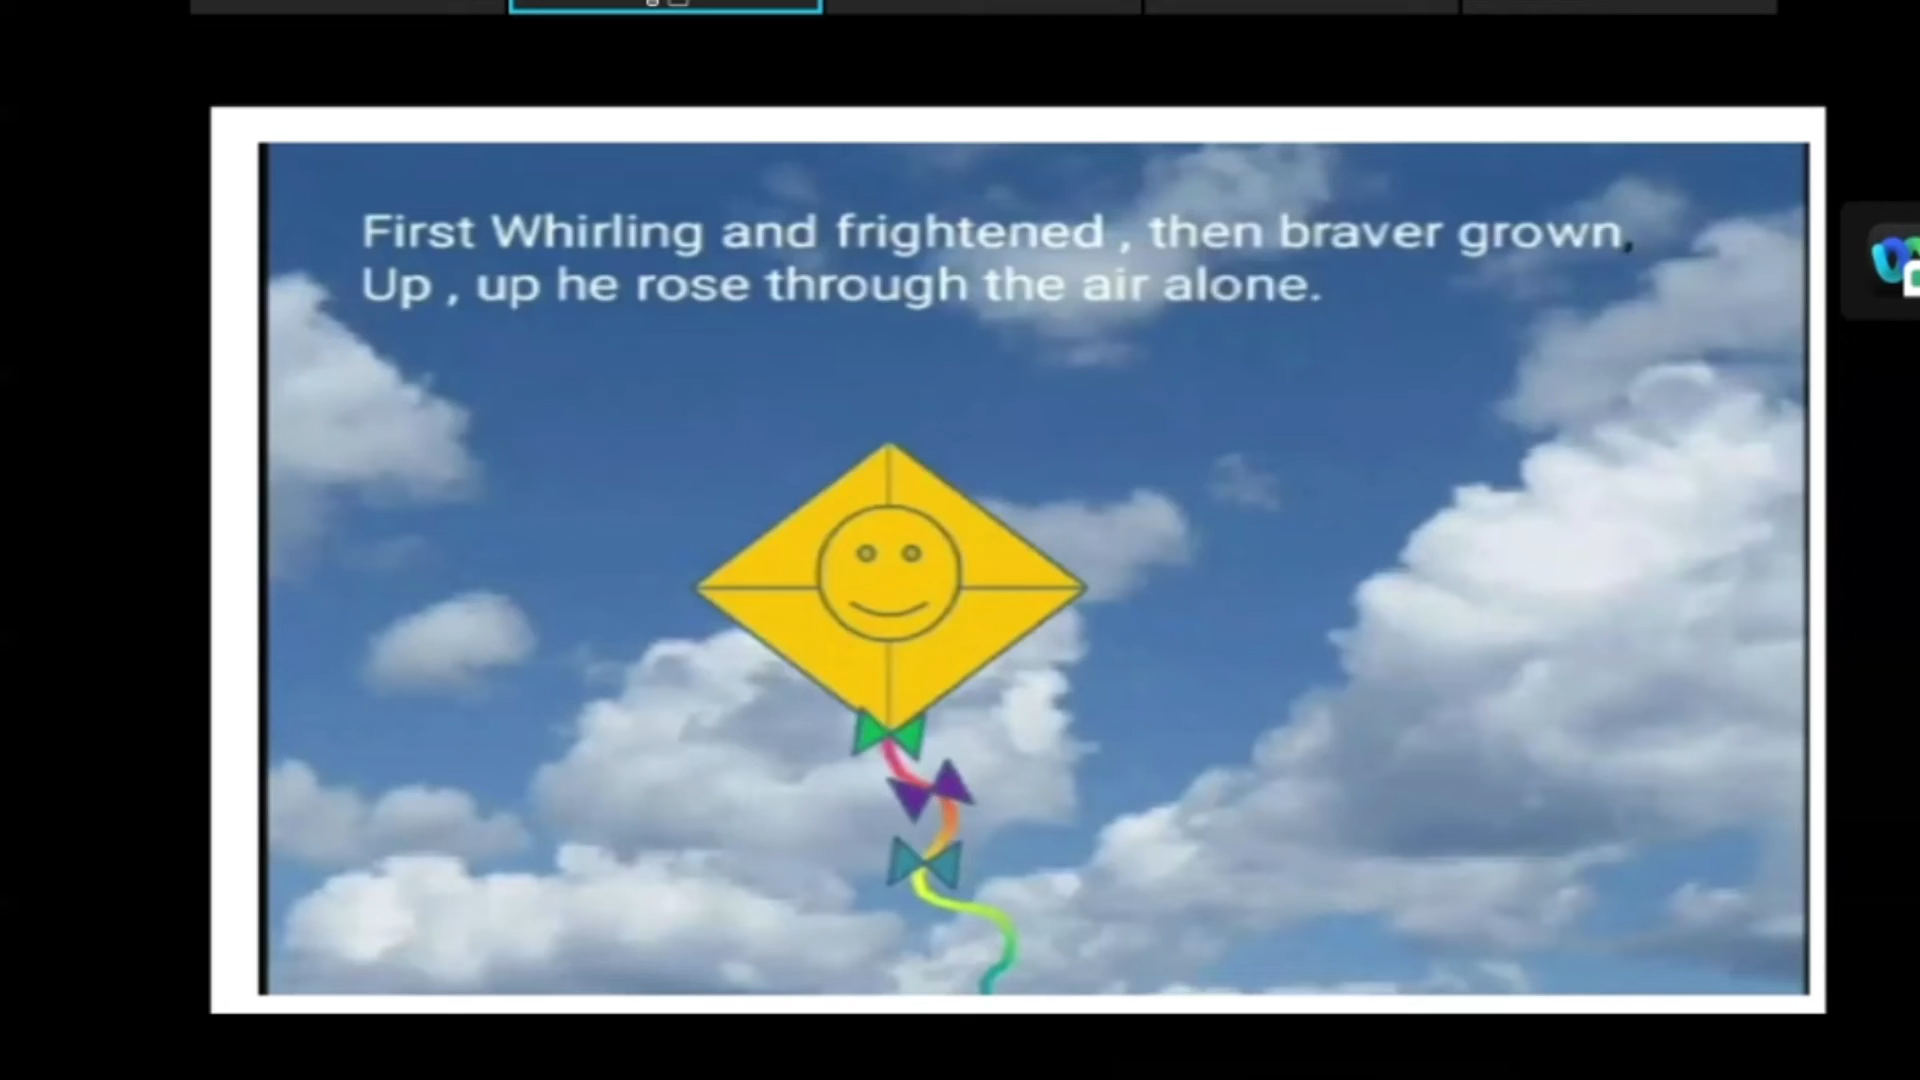 First Whirling and frightened , then braver grown,
Up , up he rose through the air alone.